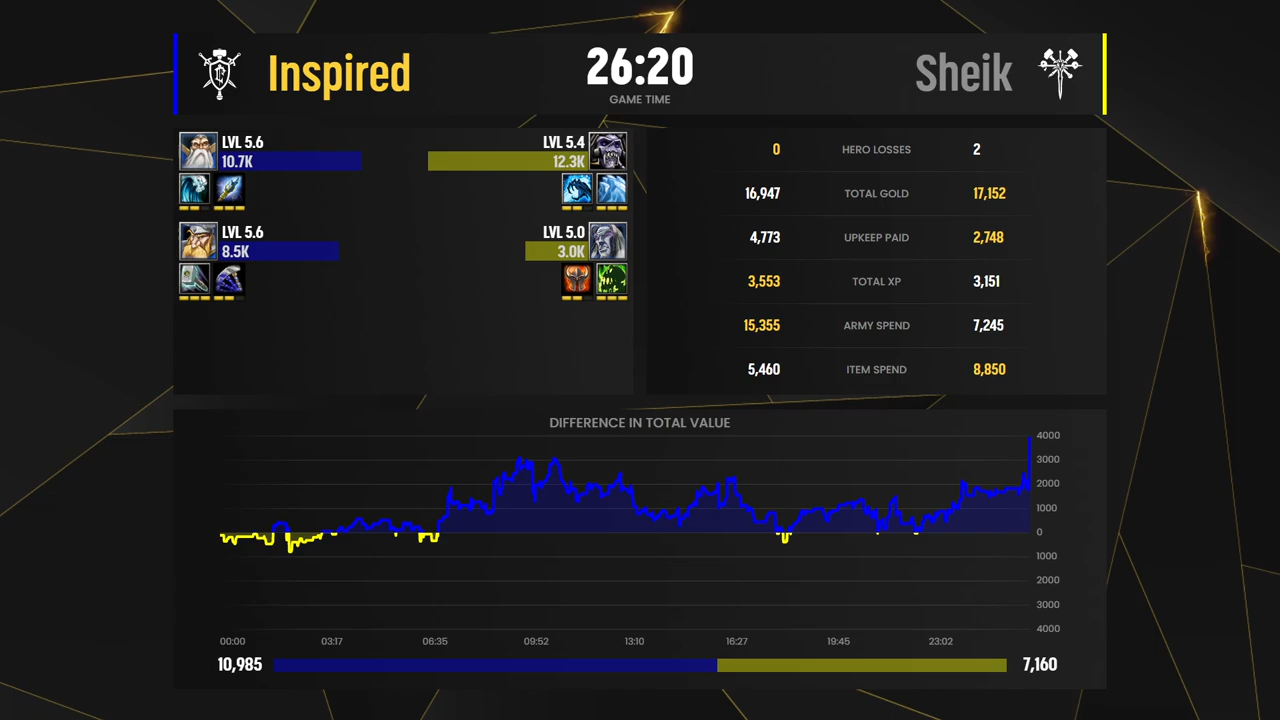 Inspired
26:20
GAME TIME
Sheik
LVL 5.6
10.7K
LVL 5.4
12.3K
LVL 5.6
8.5K
LVL 5.0
3.0K
0 HERO LOSSES 2
16,947 TOTAL GOLD 17,152
4,773 UPKEEP PAID 2,748
3,553 TOTAL XP 3,151
15,355 ARMY SPEND 7,245
5,460 ITEM SPEND 8,850
DIFFERENCE IN TOTAL VALUE
4000
3000
2000
1000
0
1000
2000
3000
4000
00:00 03:17 06:35 09:52 13:10 16:27 19:45 23:02
10,985 7,160